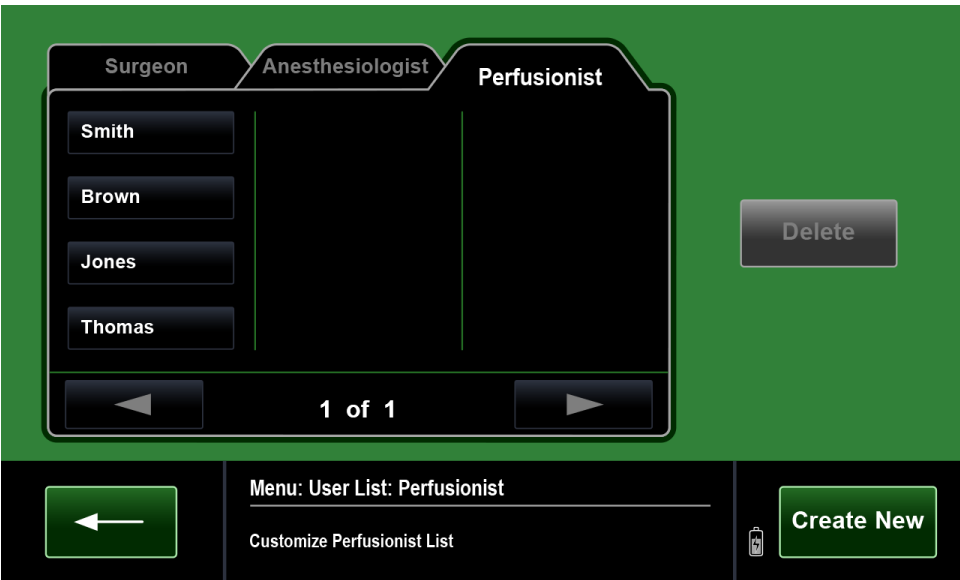 Surgeon
Anesthesiologist
Perfusionist
Smith
Brown
Jones
Thomas
Delete
1 of 1
Menu: User List: Perfusionist
Customize Perfusionist List
Create New